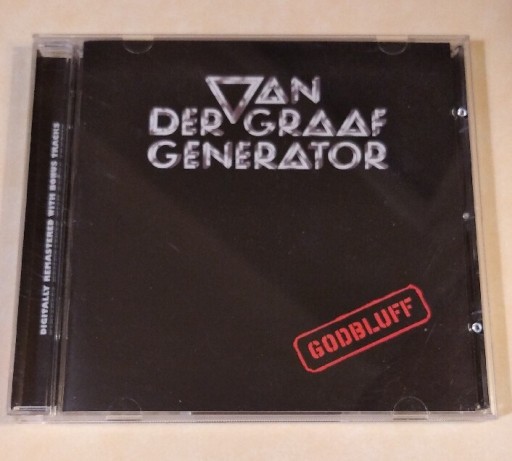 VAN
DER GRAAF
GENERATOR
GODBLUFF
DIGITALLY REMASTERED WITH BONUS TRACKS